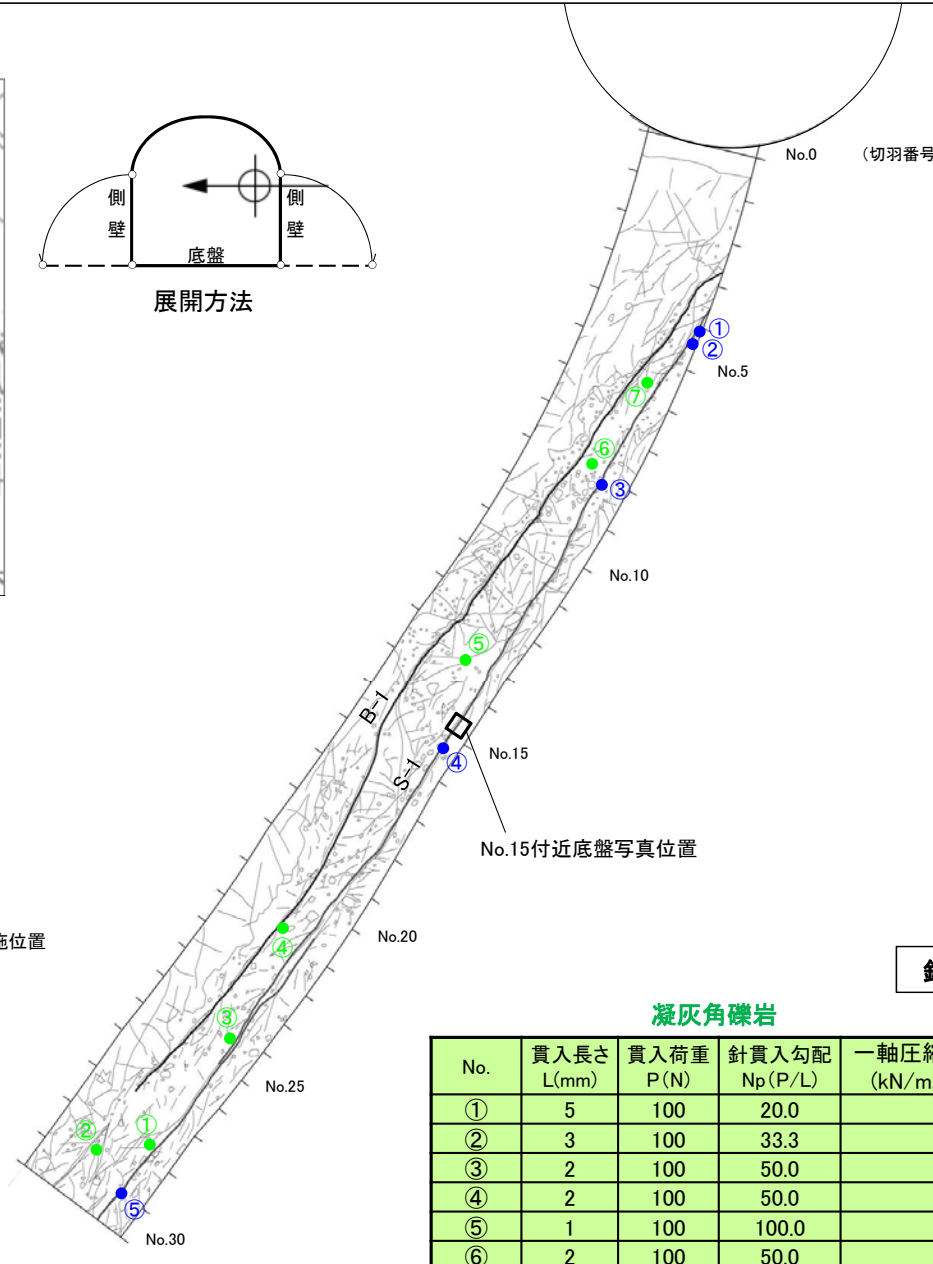 側壁
側壁
底盤
展開方法
No.0
(切羽番号
①
②
No.5
⑦
⑥
③
No.10
⑤
B-1
S-1
④
No.15
No.15付近底盤写真位置
施位置
No.20
④
③
No.25
②
①
⑤
No.30
凝灰角礫岩
No. 貫入長さ L(mm) 貫入荷重 P(N) 針貫入勾配 Np(P/L) 一軸圧縮 (kN/m
① 5 100 20.0
② 3 100 33.3
③ 2 100 50.0
④ 2 100 50.0
⑤ 1 100 100.0
⑥ 2 100 50.0